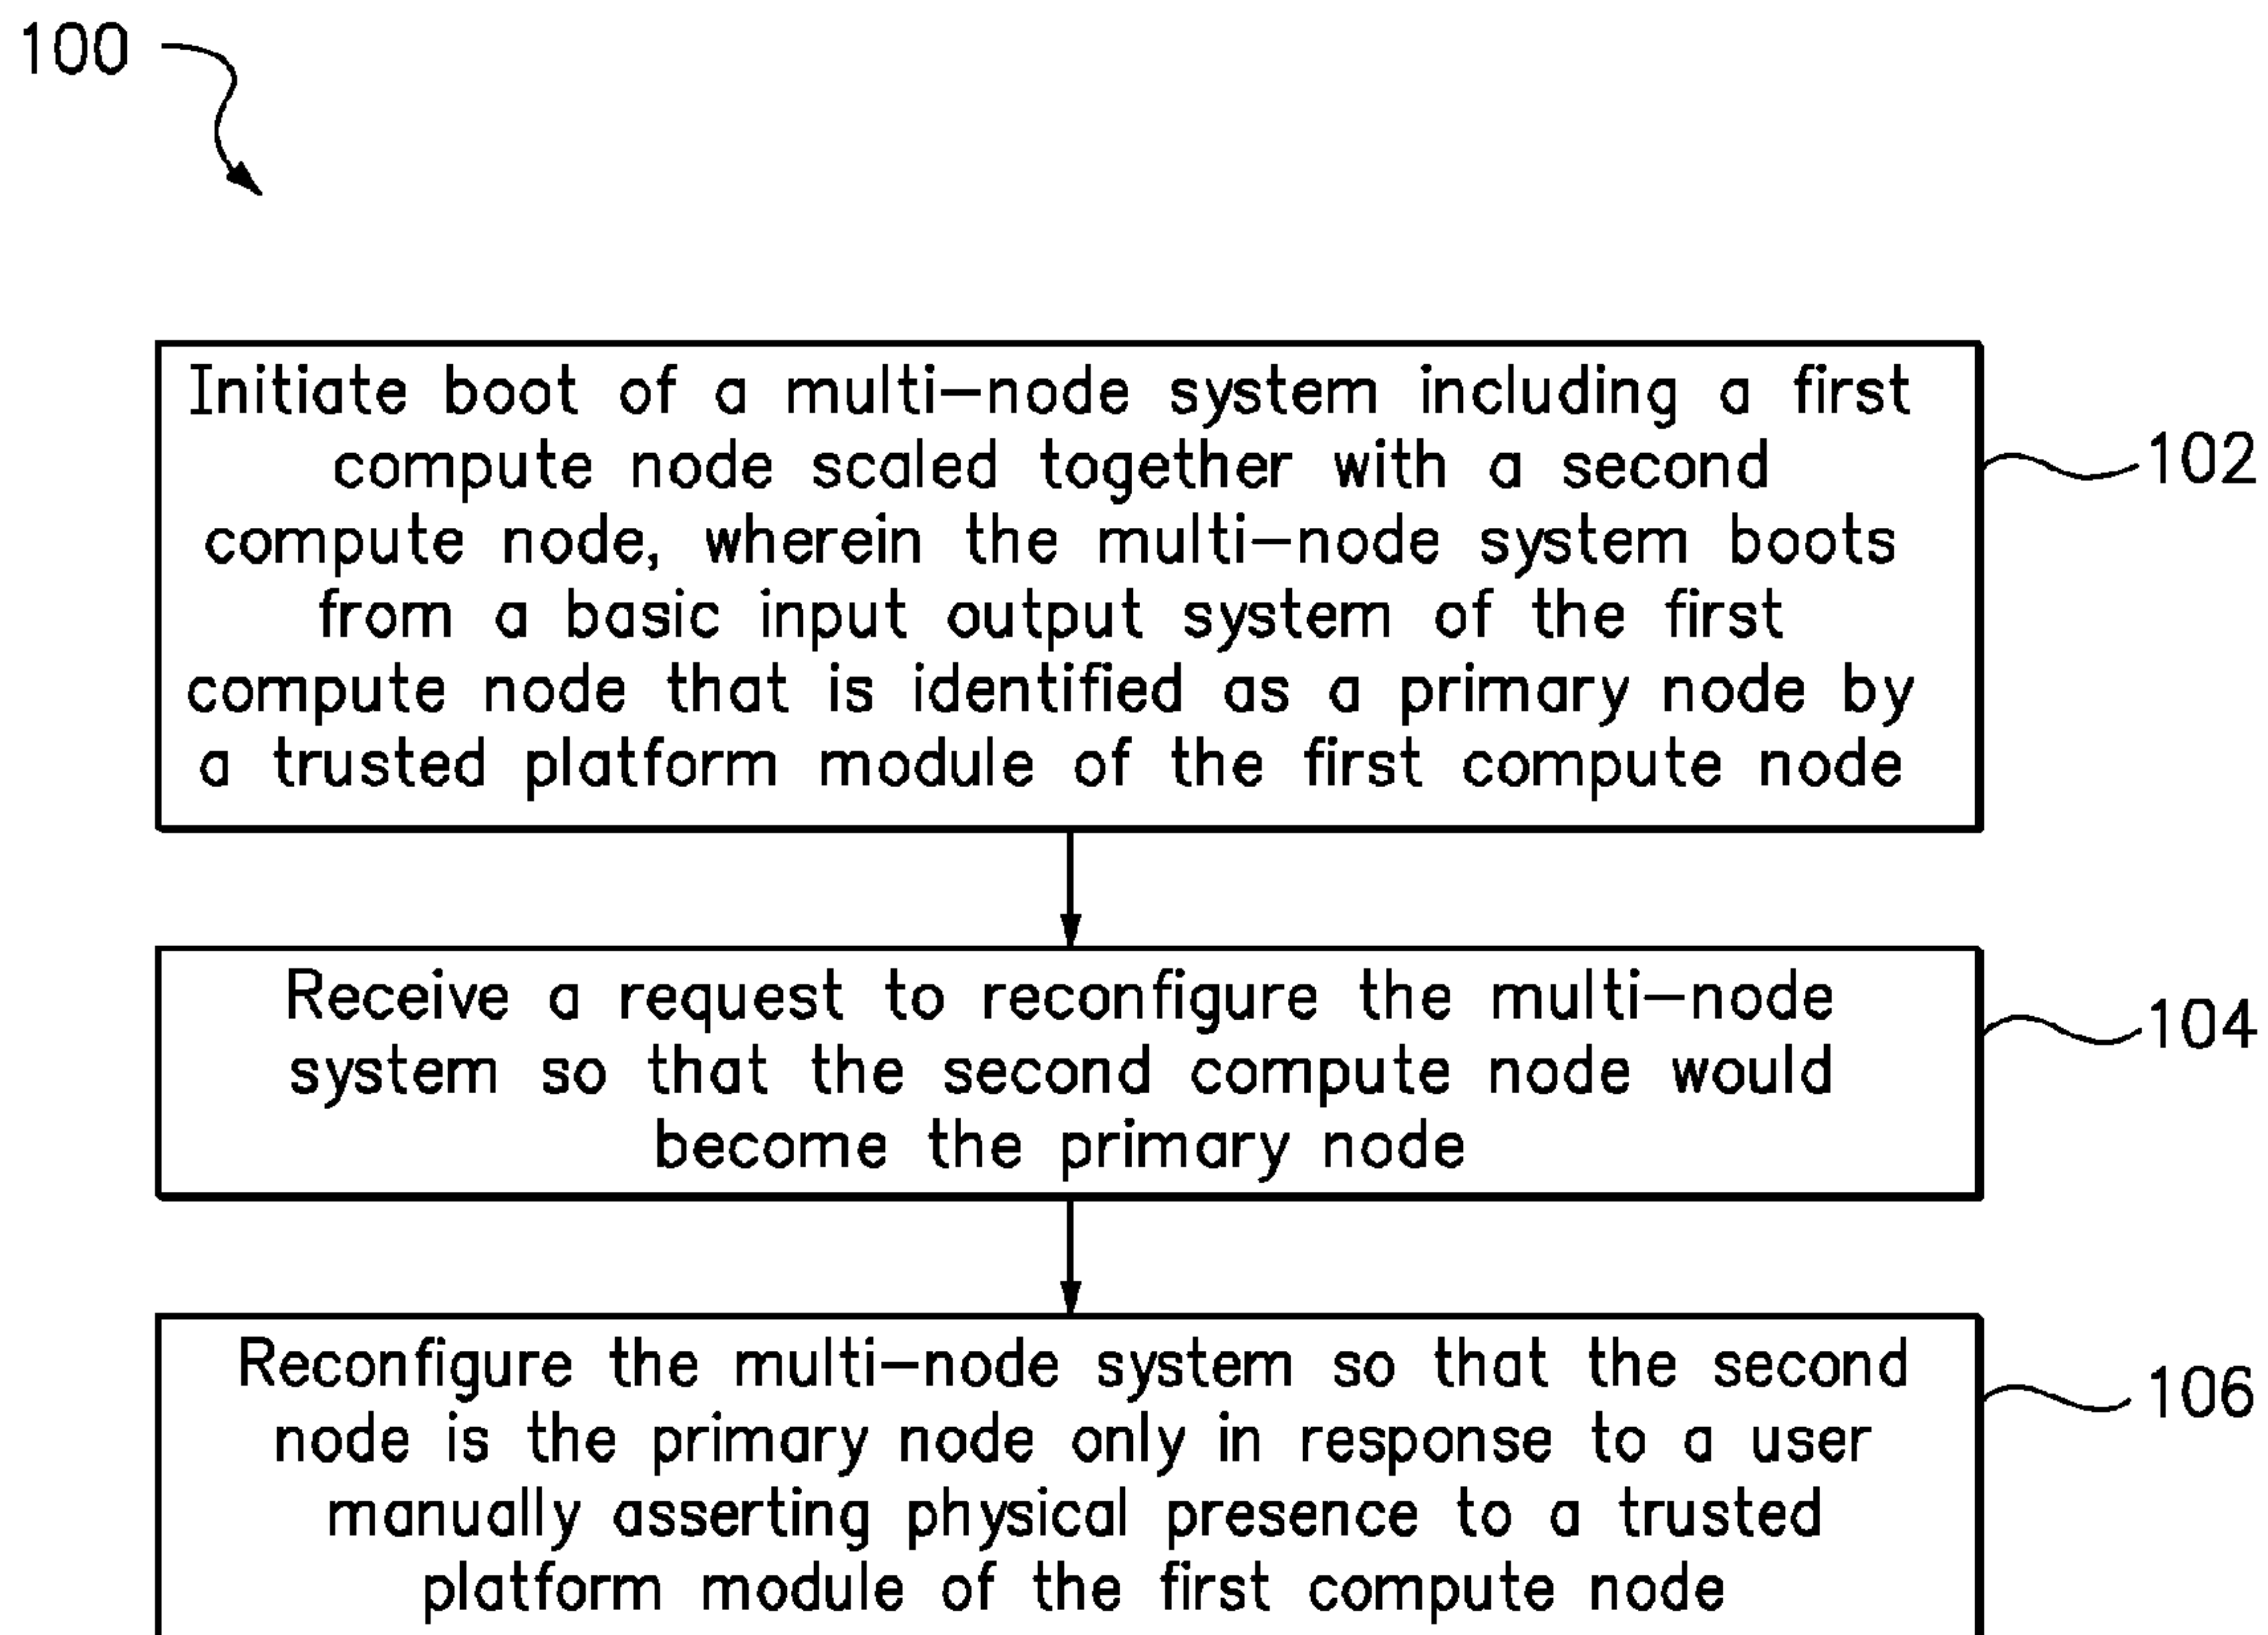 100
Initiate boot of a multi–node system including a first
compute node scaled together with a second
compute node, wherein the multi–node system boots
from a basic input output system of the first
compute node that is identified as a primary node by
a trusted platform module of the first compute node
102
Receive a request to reconfigure the multi–node
system so that the second compute node would
become the primary node
104
Reconfigure the multi–node system so that the second
node is the primary node only in response to a user
manually asserting physical presence to a trusted
platform module of the first compute node
106